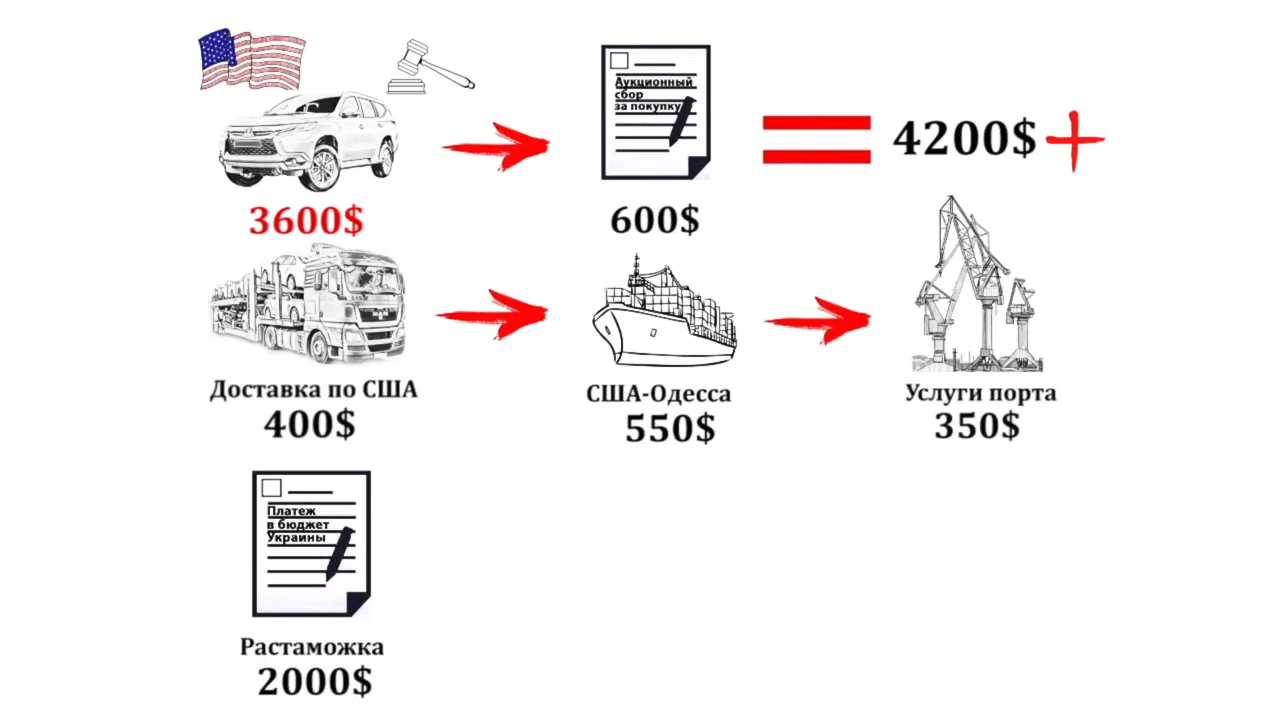 Аукционный
сбор
за покупку
4200$+
3600$
600$
Доставка по США
400$
США-Одесса
550$
Услуги порта
350$
Платеж
в бюджет
Украины
Растаможка
2000$